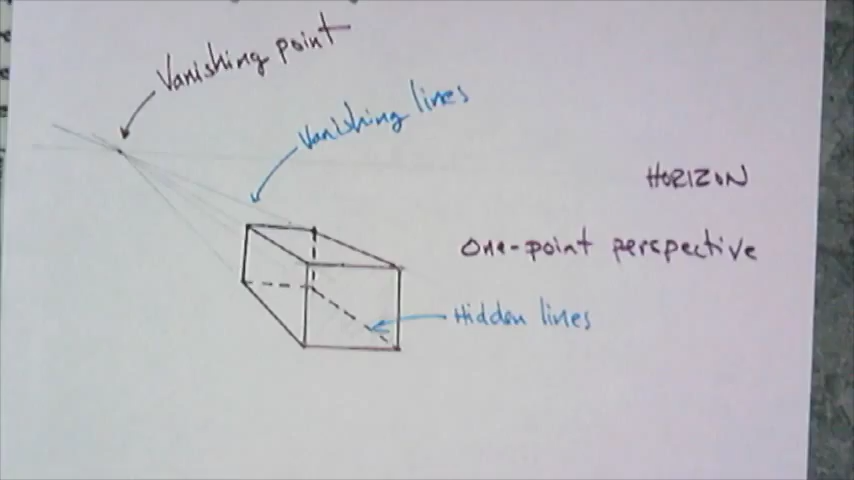 Vanishing point
Vanishing lines
HORIZON
One-point perspective
Hidden lines